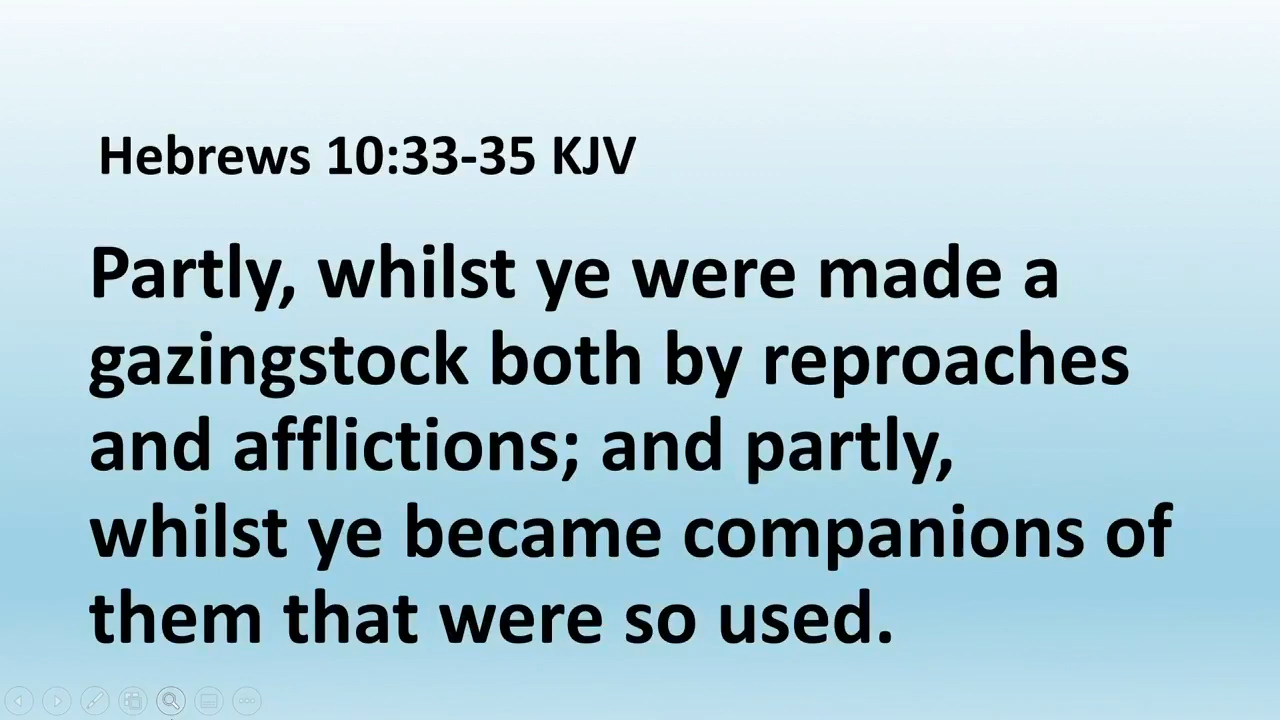 Hebrews 10:33-35 KJV
Partly, whilst ye were made a
gazingstock both by reproaches
and afflictions; and partly,
whilst ye became companions of
them that were so used.